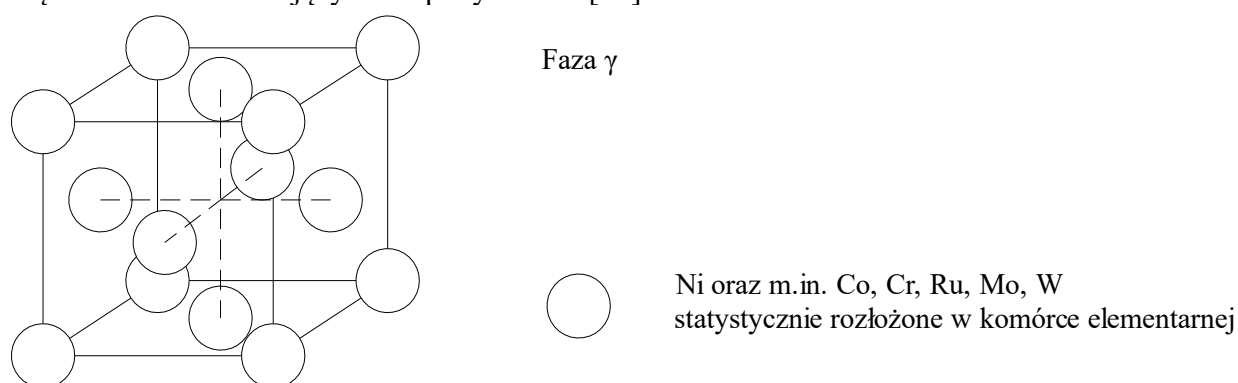 Faza γ
Ni oraz m.in. Co, Cr, Ru, Mo, W
statystycznie rozłożone w komórce elementarnej